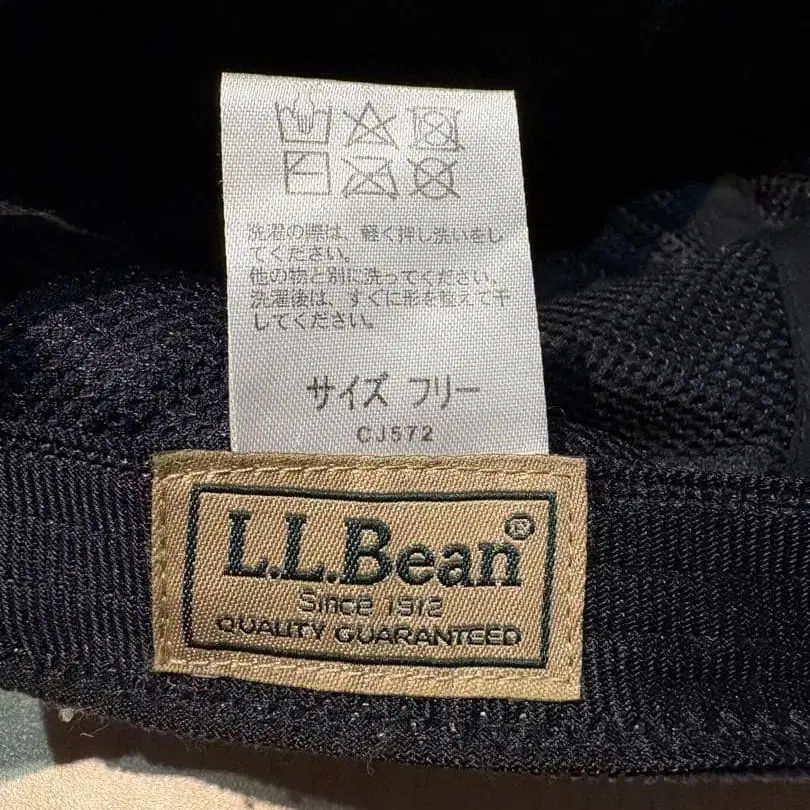 洗濯の際は、軽く押し洗いをし
てください。
他の物と別に洗ってください。
洗濯後は、すぐに形を整えて干
してください。
サイズ フリー
CJ572
L.L.Bean®
Since 1912
QUALITY GUARANTEED